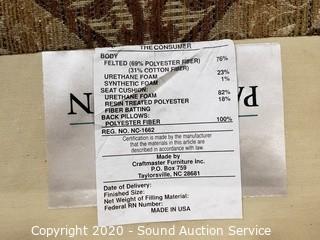 THE CONSUMER
BODY
FELTED (69% POLYESTER FIBER) 76%
(31% COTTON FIBER)
URETHANE FOAM 23%
SYNTHETIC FOAM 1%
SEAT CUSHION:
URETHANE FOAM 82%
RESIN TREATED POLYESTER 18%
FIBER BATTING
BACK PILLOWS:
POLYESTER FIBER 100%
REG. NO. NC-1662
Certification is made by the manufacturer
that the materials in this article are
described in accordance with law.
Made by
Craftmaster Furniture Inc.
P.O. Box 759
Taylorsville, NC 28681
Date of Delivery:
Finished Size:
Net Weight of Filling Material:
Federal RN Number:
MADE IN USA
PA
N
Copyright 2020 - Sound Auction Service